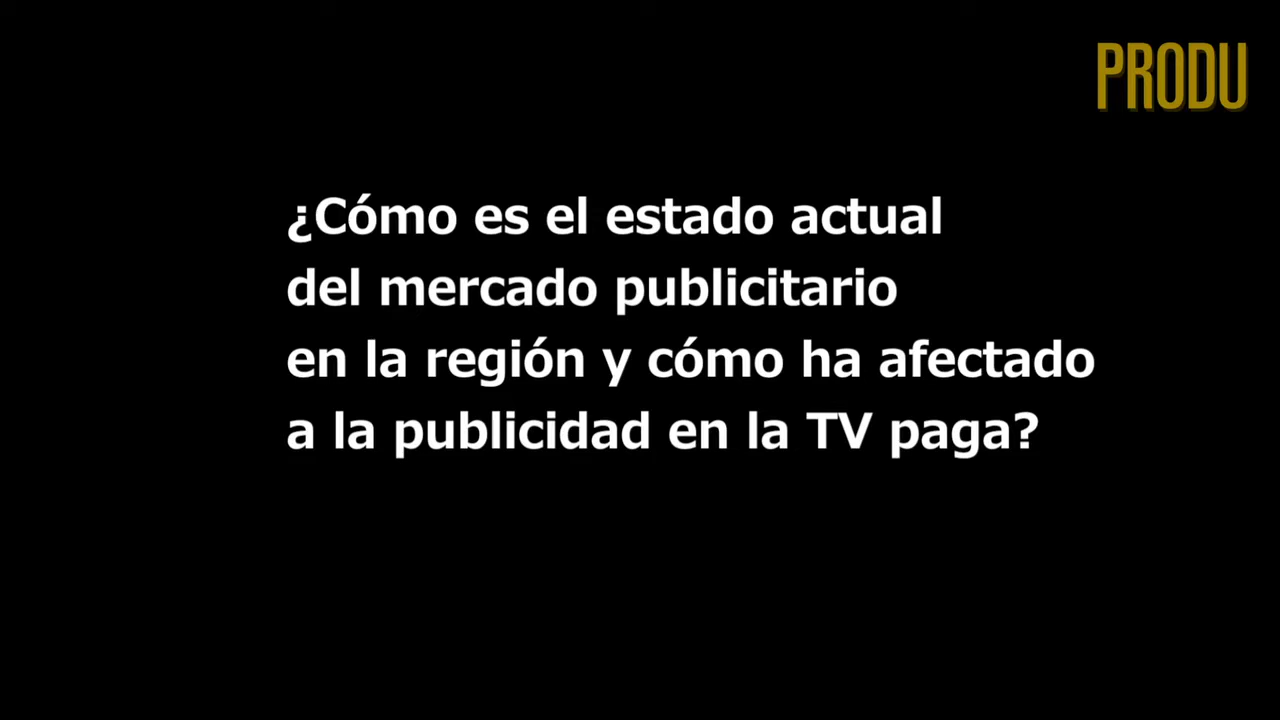 PRODU
¿Cómo es el estado actual
del mercado publicitario
en la región y cómo ha afectado
a la publicidad en la TV paga?